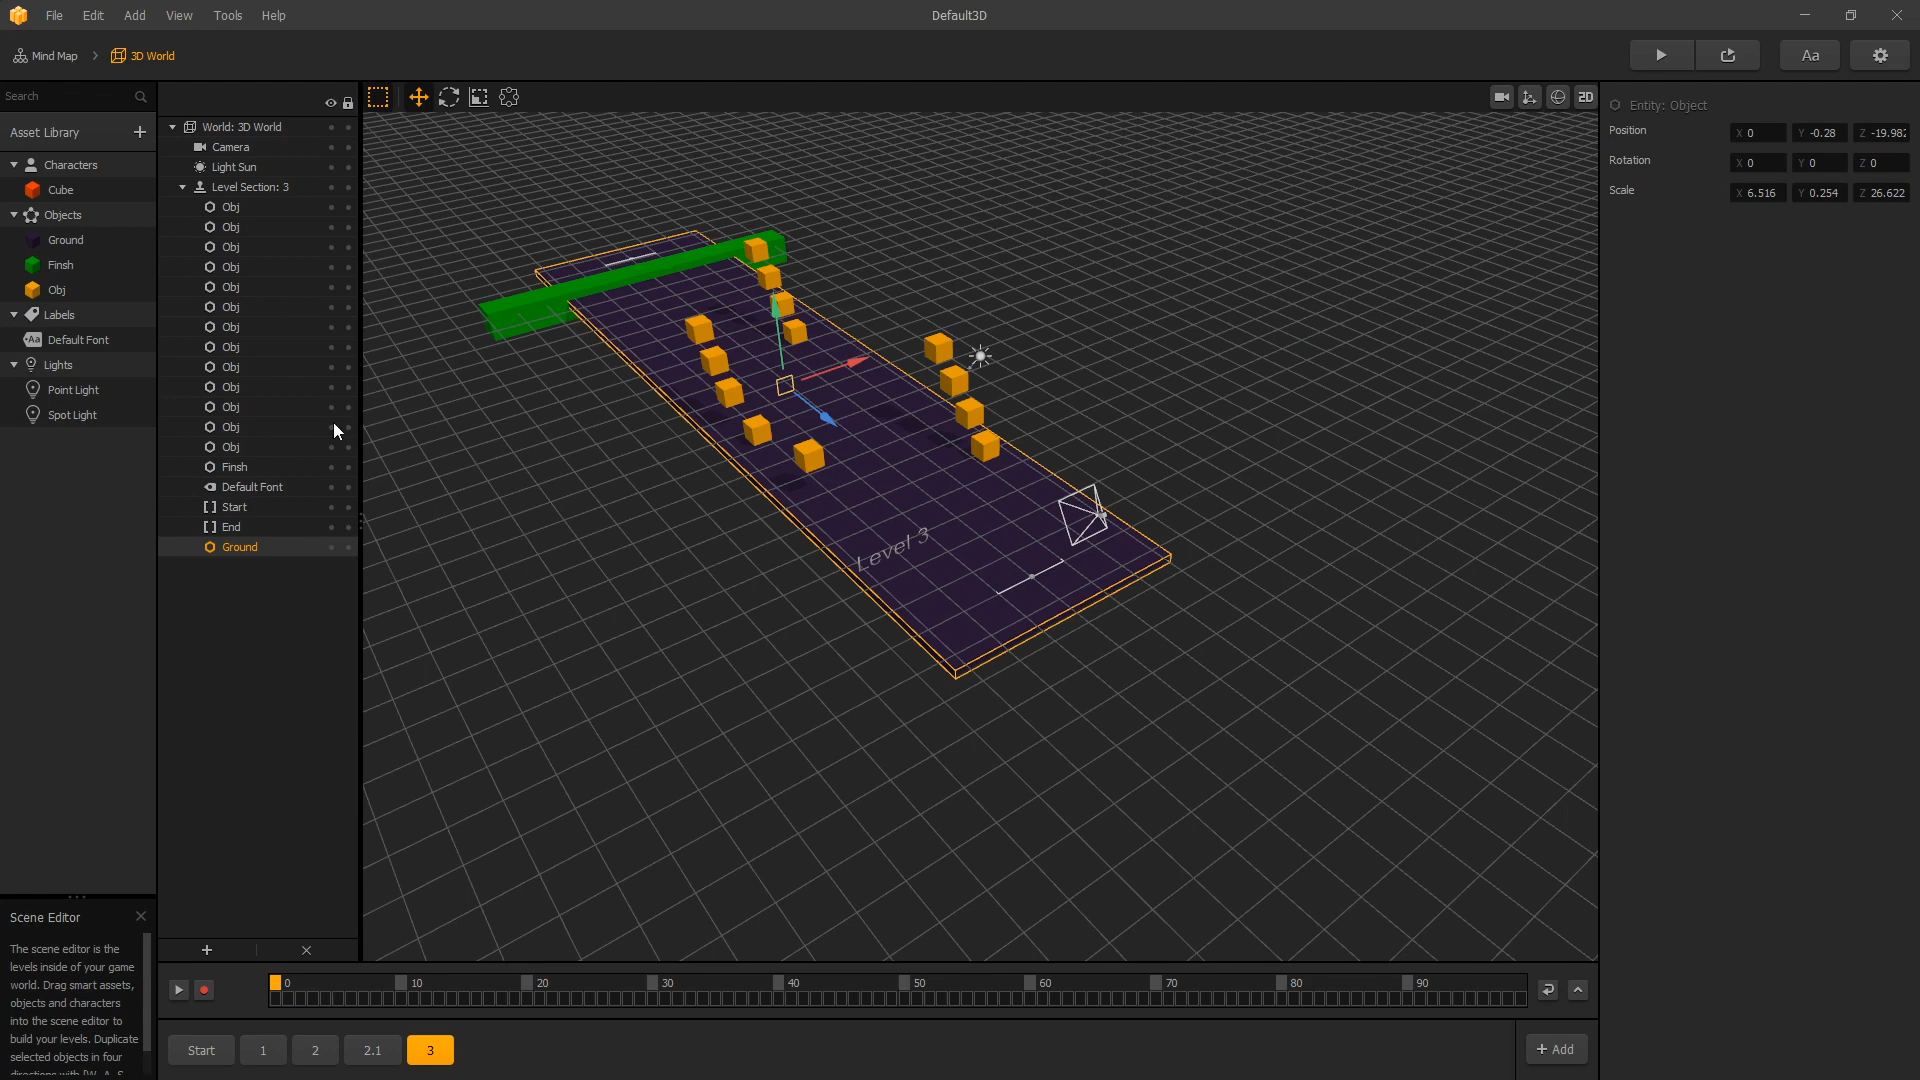 File Edit Add View Tools Help
Default3D
Mind Map
3D World
Aa
Search
Asset Library
Characters
Cube
Objects
Ground
Finsh
Obj
Labels
Aa Default Font
Lights
Point Light
Spot Light
World: 3D World
Camera
Light Sun
Level Section: 3
Obj
Obj
Obj
Obj
Obj
Obj
Obj
Obj
Obj
Obj
Obj
Obj
Obj
Finsh
Default Font
Start
End
Ground
2D
Level 3
Entity: Object
Position X 0 Y -0.28 Z -19.982
Rotation X 0 Y 0 Z 0
Scale X 6.516 Y 0.254 Z 26.622
Scene Editor
The scene editor is the
levels inside of your game
world. Drag smart assets,
objects and characters
into the scene editor to
build your levels. Duplicate
selected objects in four
directions with [W, A, S,
0 10 20 30 40 50 60 70 80 90
Start 1 2 2.1 3
+ Add